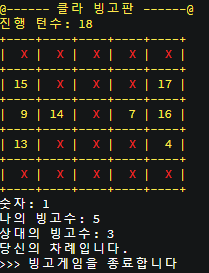 @------ 클라 빙고판 ------@
진행 턴수: 18
+----+----+----+----+----+
|  X |  X |  X |  X |  X |
+----+----+----+----+----+
| 15 |  X |  X |  X | 17 |
+----+----+----+----+----+
|  9 | 14 |  X |  7 | 16 |
+----+----+----+----+----+
| 13 |  X |  X |  X |  4 |
+----+----+----+----+----+
|  X |  X |  X |  X |  X |
+----+----+----+----+----+
숫자: 1
나의 빙고수: 5
상대의 빙고수: 3
당신의 차례입니다.
>>> 빙고게임을 종료합니다